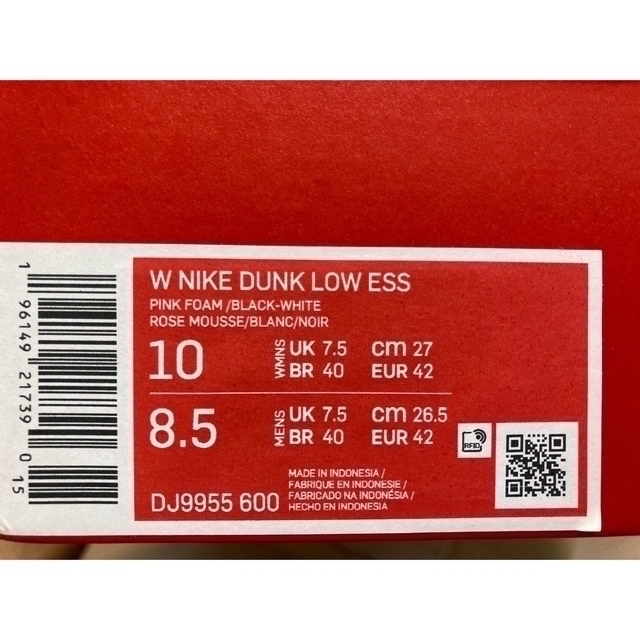 W NIKE DUNK LOW ESS
PINK FOAM /BLACK-WHITE
ROSE MOUSSE/BLANC/NOIR
10 WMNS UK 7.5 cm 27
BR 40 EUR 42
8.5 MENS UK 7.5 cm 26.5
BR 40 EUR 42
RFID
DJ9955 600
MADE IN INDONESIA /
FABRIQUE EN INDONESIE /
FABRICADO NA INDONÉSIA /
HECHO EN INDONESIA
1 96149 21739 0 15